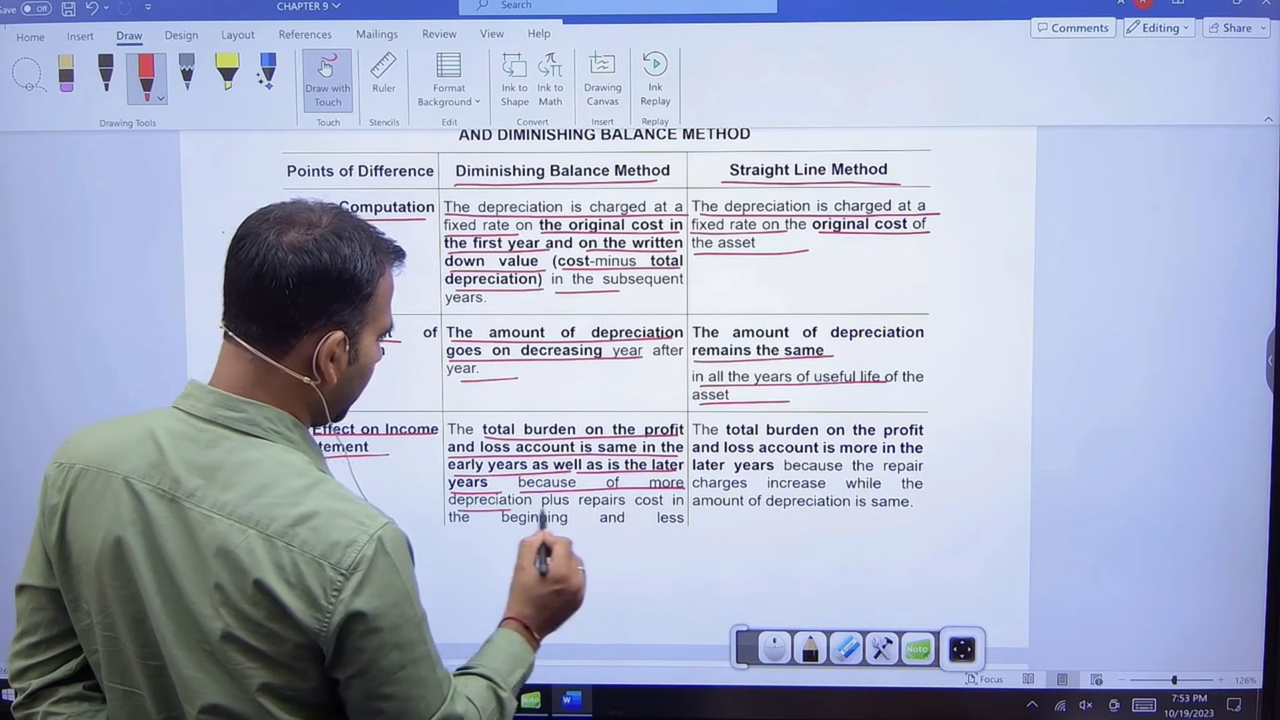 ave Off
CHAPTER 9
Search
Home Insert Draw Design Layout References Mailings Review View Help
Comments Editing Share
Draw with Touch
Ruler
Format Background
Ink to Shape
Ink to Math
Drawing Canvas
Ink Replay
Drawing Tools Touch Stencils Edit Convert Insert Replay
AND DIMINISHING BALANCE METHOD
Points of Difference Diminishing Balance Method Straight Line Method
Computation
The depreciation is charged at a
fixed rate on the original cost in
the first year and on the written
down value (cost-minus total
depreciation) in the subsequent
years.
The depreciation is charged at a
fixed rate on the original cost of
the asset
of
The amount of depreciation
goes on decreasing year after
year.
The amount of depreciation
remains the same
in all the years of useful life of the
asset
Effect on Income
tement
The total burden on the profit
and loss account is same in the
early years as well as is the later
years because of more
depreciation plus repairs cost in
the beginning and less
The total burden on the profit
and loss account is more in the
later years because the repair
charges increase while the
amount of depreciation is same.
Note
Focus 126%
7:53 PM
10/19/2023